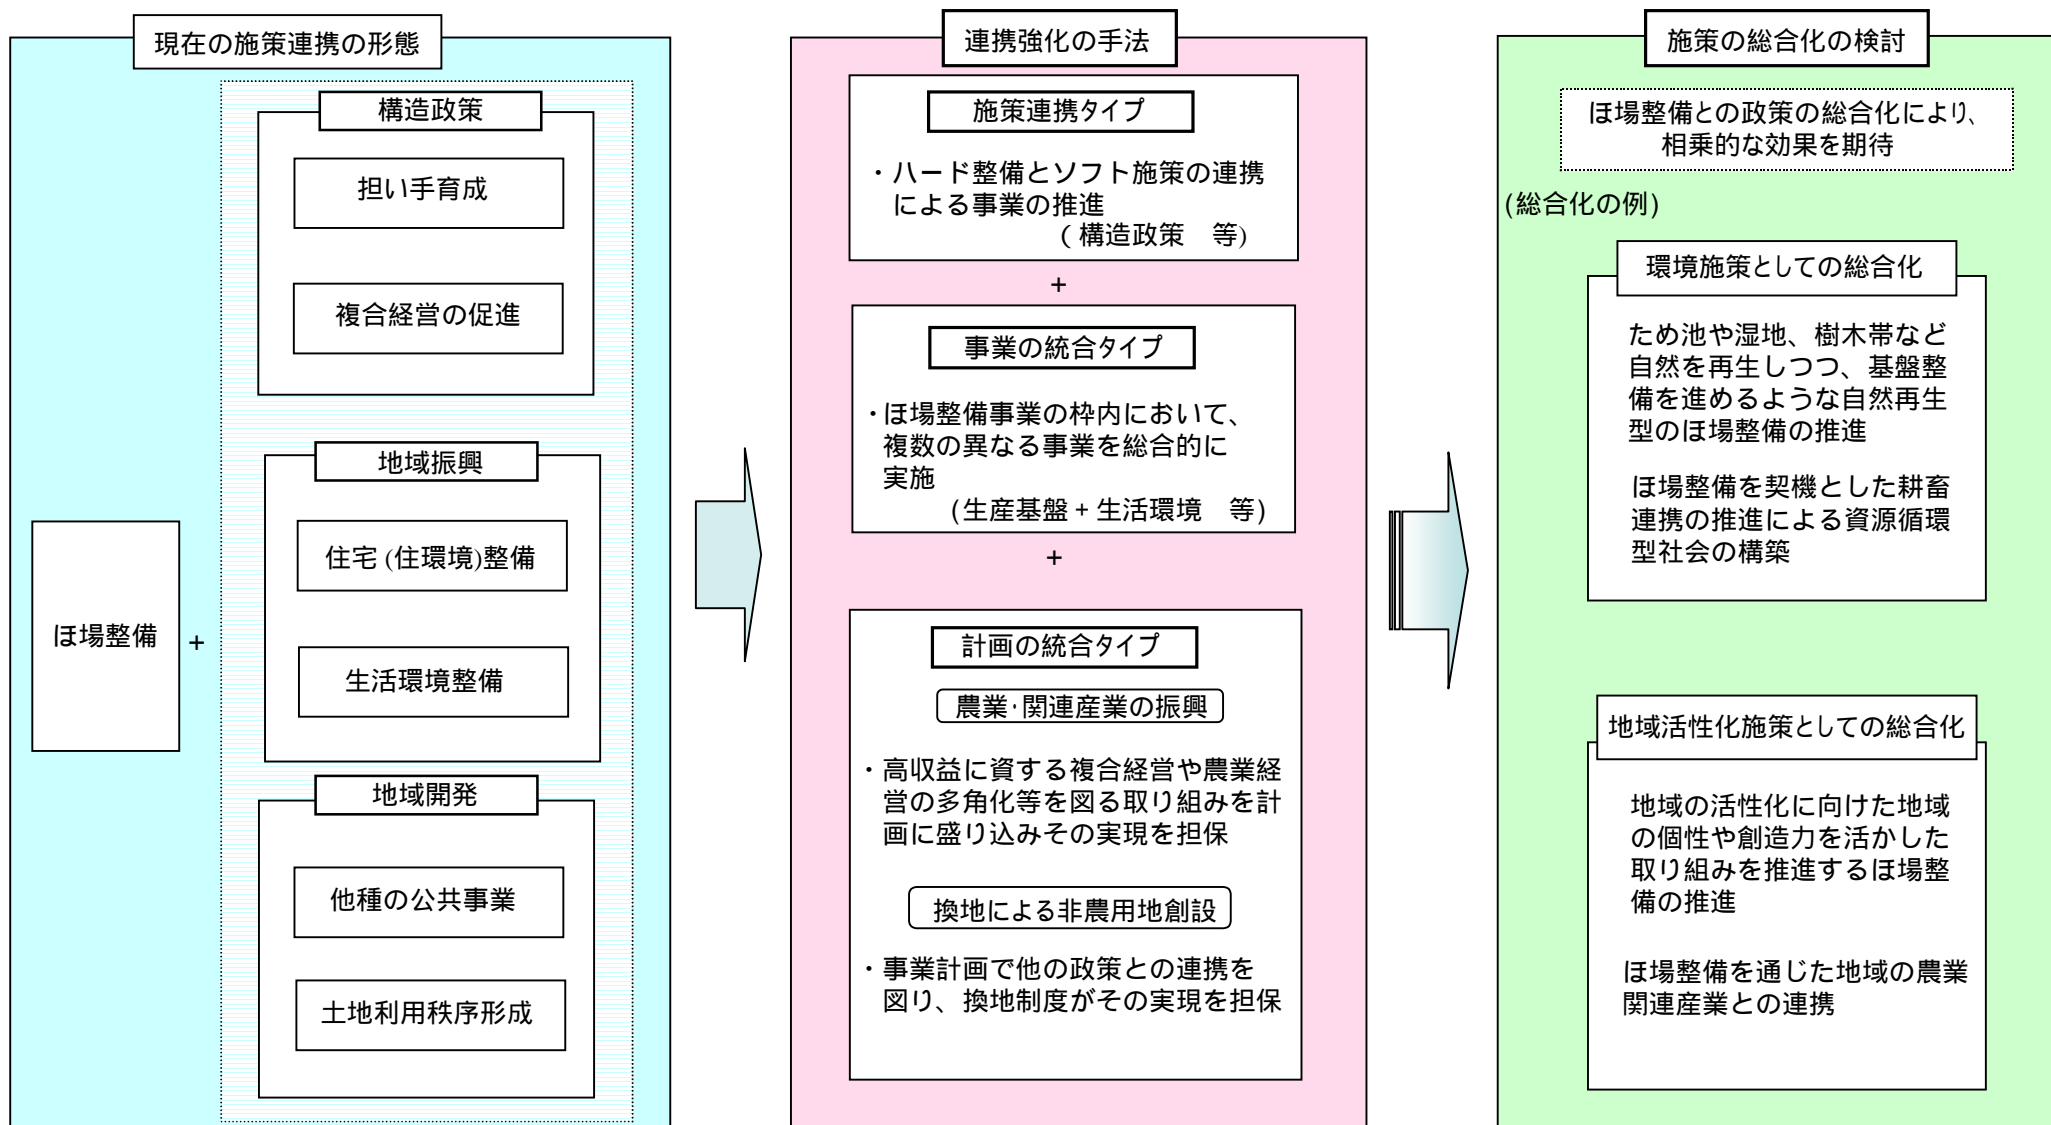 現在の施策連携の形態
ほ場整備
+
構造政策
担い手育成
複合経営の促進
地域振興
住宅(住環境)整備
生活環境整備
地域開発
他種の公共事業
土地利用秩序形成
連携強化の手法
施策連携タイプ
・ハード整備とソフト施策の連携
による事業の推進
(構造政策 等)
+
事業の統合タイプ
・ほ場整備事業の枠内において、
複数の異なる事業を総合的に
実施
(生産基盤+生活環境 等)
+
計画の統合タイプ
農業・関連産業の振興
・高収益に資する複合経営や農業経
営の多角化等を図る取り組みを計
画に盛り込みその実現を担保
換地による非農用地創設
・事業計画で他の政策との連携を
図り、換地制度がその実現を担保
施策の総合化の検討
ほ場整備との政策の総合化により、
相乗的な効果を期待
(総合化の例)
環境施策としての総合化
ため池や湿地、樹木帯など
自然を再生しつつ、基盤整
備を進めるような自然再生
型のほ場整備の推進
ほ場整備を契機とした耕畜
連携の推進による資源循環
型社会の構築
地域活性化施策としての総合化
地域の活性化に向けた地域
の個性や創造力を活かした
取り組みを推進するほ場整
備の推進
ほ場整備を通じた地域の農業
関連産業との連携